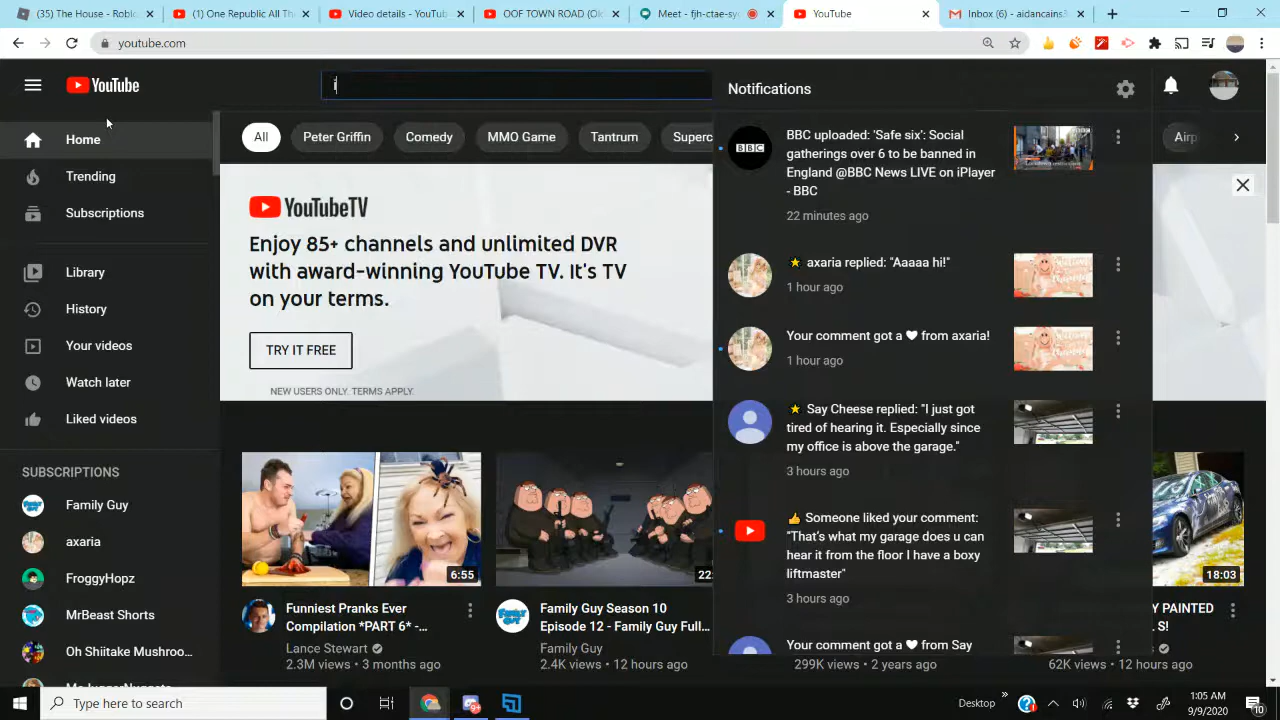 The House - Robio
(1) One Republic All T
Video details - YouTub
OOF TOWN ROAD (O
Meet - fjh-ctae-sy
YouTube
Inbox (6) - aidancains3
youtube.com
YouTube
i
Notifications
Home
Trending
Subscriptions
Library
History
Your videos
Watch later
Liked videos
SUBSCRIPTIONS
Family Guy
axaria
FroggyHopz
MrBeast Shorts
Oh Shiitake Mushroo...
All
Peter Griffin
Comedy
MMO Game
Tantrum
Superc
Airp
YouTubeTV
Enjoy 85+ channels and unlimited DVR
with award-winning YouTube TV. It's TV
on your terms.
TRY IT FREE
NEW USERS ONLY. TERMS APPLY.
BBC
BBC uploaded: 'Safe six': Social
gatherings over 6 to be banned in
England @BBC News LIVE on iPlayer
- BBC
22 minutes ago
axaria replied: "Aaaaa hi!"
1 hour ago
Your comment got a ❤ from axaria!
1 hour ago
Say Cheese replied: "I just got
tired of hearing it. Especially since
my office is above the garage."
3 hours ago
👍 Someone liked your comment:
"That's what my garage does u can
hear it from the floor I have a boxy
liftmaster"
3 hours ago
Your comment got a ❤ from Say
6:55
22:
18:03
Funniest Pranks Ever
Compilation *PART 6* -...
Lance Stewart
2.3M views • 3 months ago
Family Guy Season 10
Episode 12 - Family Guy Full...
Family Guy
2.4K views • 12 hours ago
299K views • 2 years ago
Y PAINTED
S!
62K views • 12 hours ago
Type here to search
Desktop
1:05 AM
9/9/2020
10